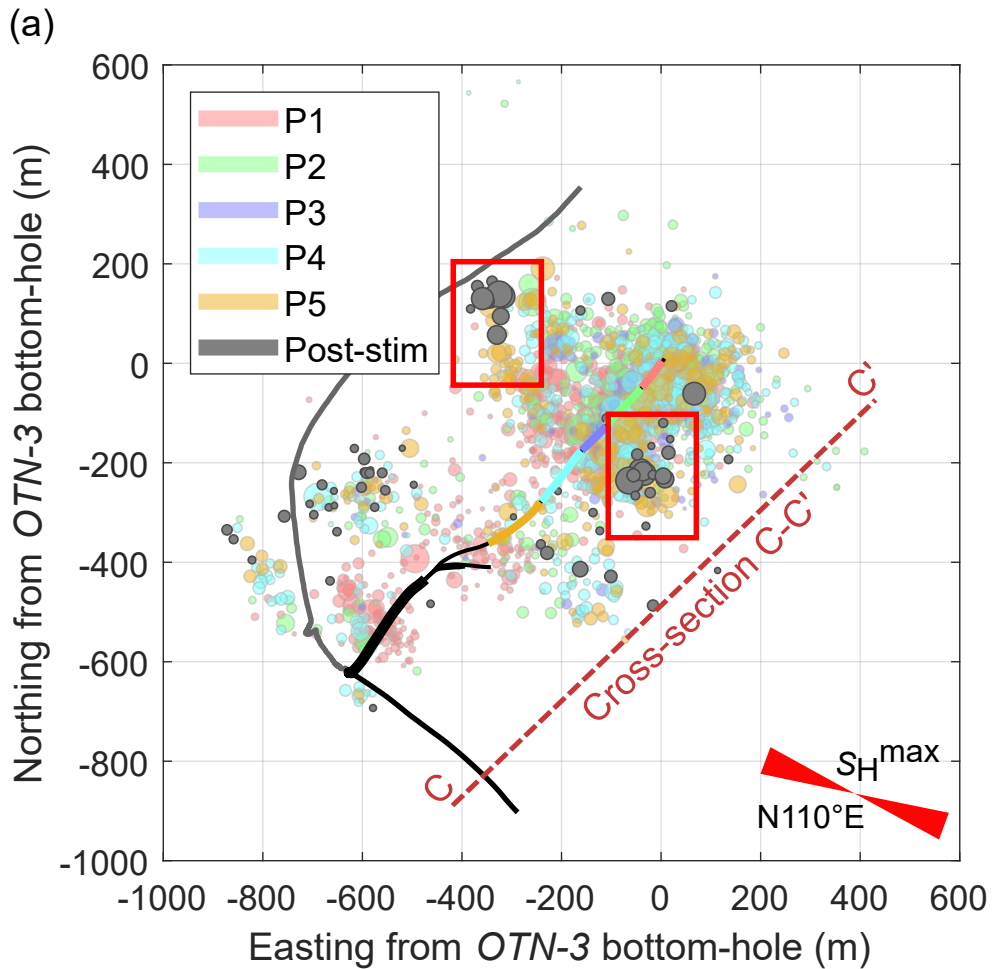 (a)
600
400
200
0
-200
-400
-600
-800
-1000
Northing from OTN-3 bottom-hole (m)
P1
P2
P3
P4
P5
Post-stim
C'
Cross-section C-C'
C
SHmax
N110°E
-1000 -800 -600 -400 -200 0 200 400 600
Easting from OTN-3 bottom-hole (m)